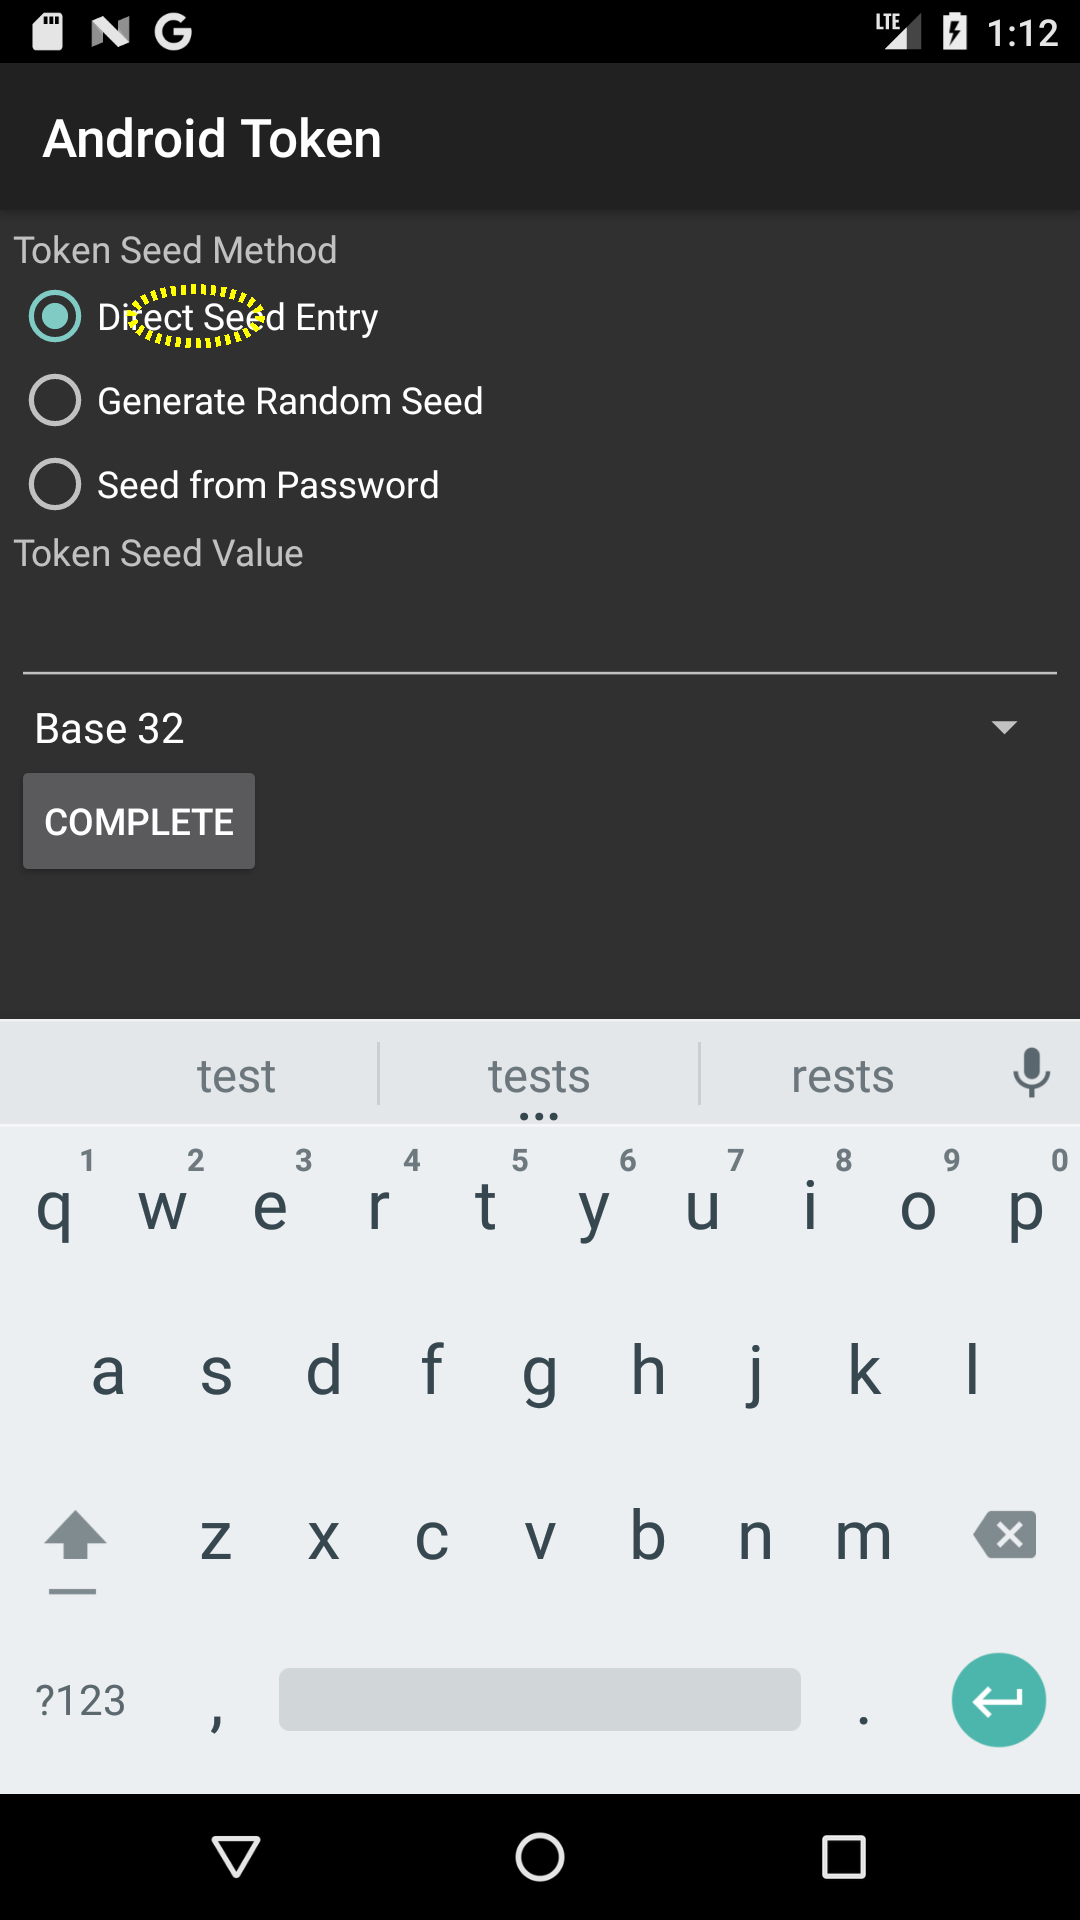 LTE 1:12
Android Token
Token Seed Method
Direct Seed Entry
Generate Random Seed
Seed from Password
Token Seed Value
Base 32
COMPLETE
test tests rests
1 2 3 4 5 6 7 8 9 0
q w e r t y u i o p
a s d f g h j k l
z x c v b n m
?123 , .